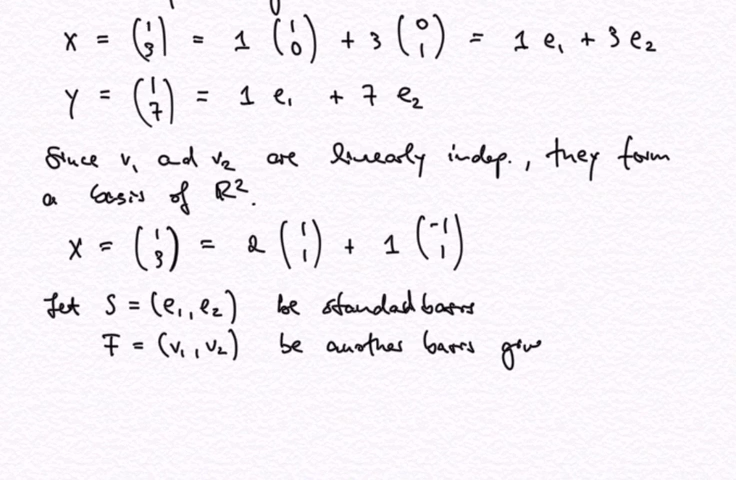 x = (1 3) = 1 (1 0) + 3 (0 1) = 1 e₁ + 3 e₂
y = (1 7) = 1 e₁ + 7 e₂
Since v₁ and v₂ are linearly indep., they form
a basis of ℝ².
x = (1 3) = 2 (1 1) + 1 (-1 1)
Let S = (e₁, e₂) be standad basis
F = (v₁, v₂) be another basis give